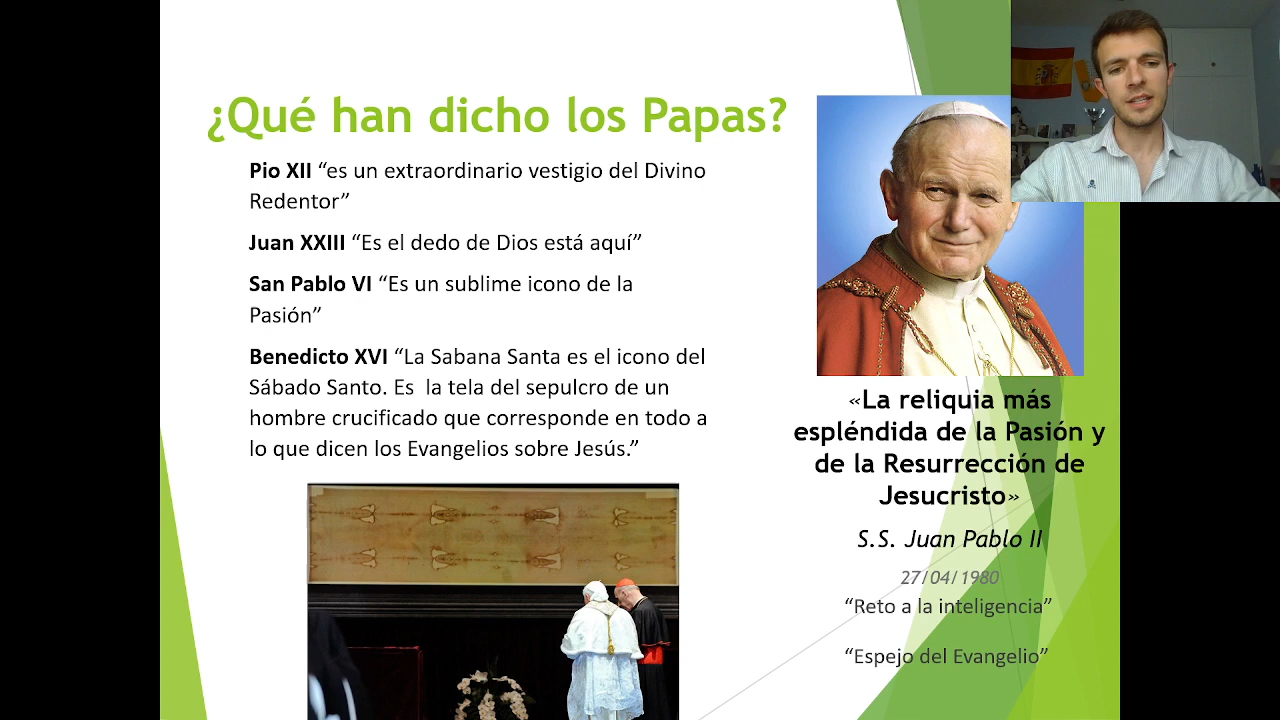 ¿Qué han dicho los Papas?
Pio XII “es un extraordinario vestigio del Divino
Redentor”
Juan XXIII “Es el dedo de Dios está aquí”
San Pablo VI “Es un sublime icono de la
Pasión”
Benedicto XVI “La Sabana Santa es el icono del
Sábado Santo. Es  la tela del sepulcro de un
hombre crucificado que corresponde en todo a
lo que dicen los Evangelios sobre Jesús.”
«La reliquia más
espléndida de la Pasión y
de la Resurrección de
Jesucristo»
S.S. Juan Pablo II
27/04/1980
“Reto a la inteligencia”
“Espejo del Evangelio”